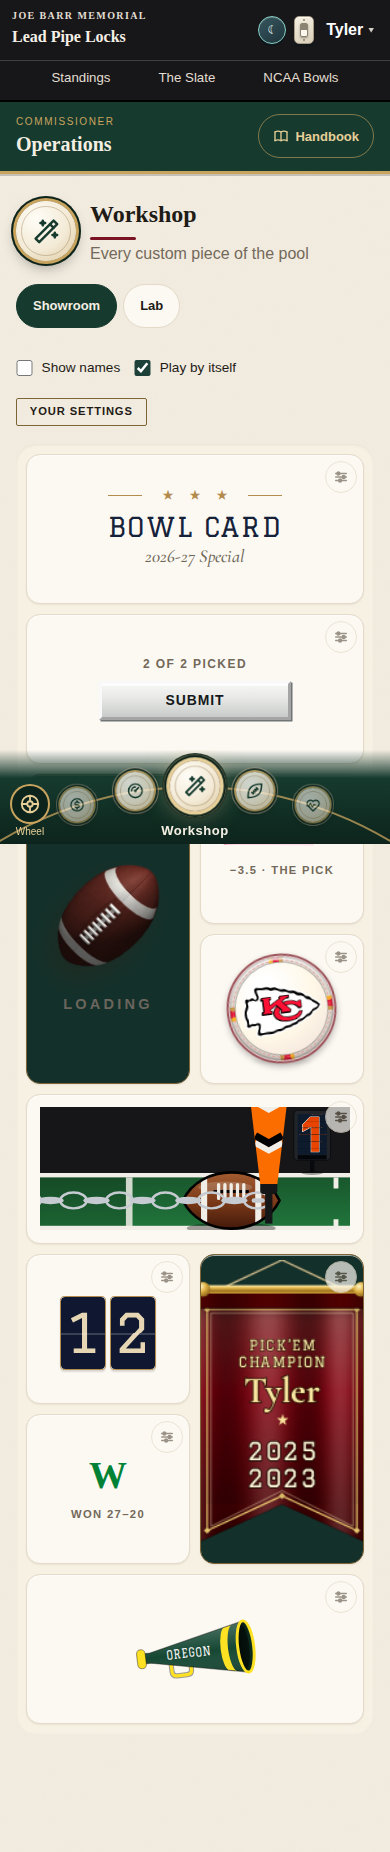 JOE BARR MEMORIAL
Lead Pipe Locks
Tyler
Standings
The Slate
NCAA Bowls
COMMISSIONER
Operations
Handbook
Workshop
Every custom piece of the pool
Showroom
Lab
Show names
Play by itself
YOUR SETTINGS
BOWL CARD
2026-27 Special
2 OF 2 PICKED
SUBMIT
Wheel
Workshop
−3.5 · THE PICK
LOADING
KC
1
12
PICK'EM
CHAMPION
Tyler
2025
2023
W
WON 27–20
OREGON